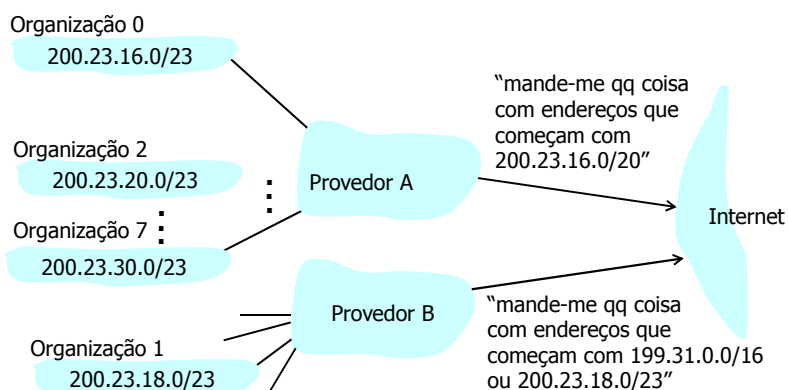 Organização 0
200.23.16.0/23
“mande-me qq coisa
com endereços que
começam com
200.23.16.0/20”
Organização 2
200.23.20.0/23
Provedor A
Organização 7
200.23.30.0/23
Internet
Provedor B
“mande-me qq coisa
com endereços que
começam com 199.31.0.0/16
ou 200.23.18.0/23”
Organização 1
200.23.18.0/23